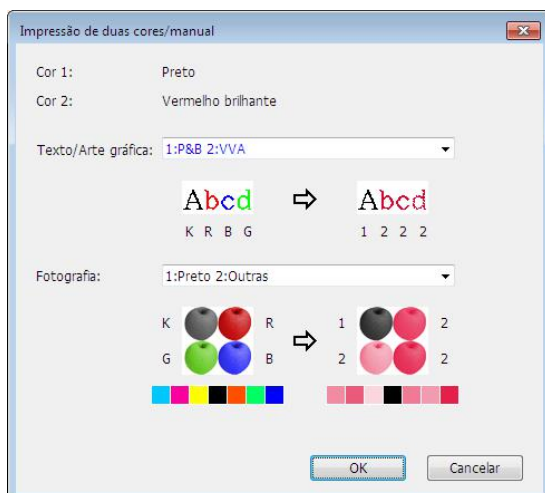 Impressão de duas cores/manual
Cor 1: Preto
Cor 2: Vermelho brilhante
Texto/Arte gráfica: 1:P&B 2:VVA
Abcd Abcd
K R B G 1 2 2 2
Fotografia: 1:Preto 2:Outras
K R 1 2
G B 2 2
OK Cancelar